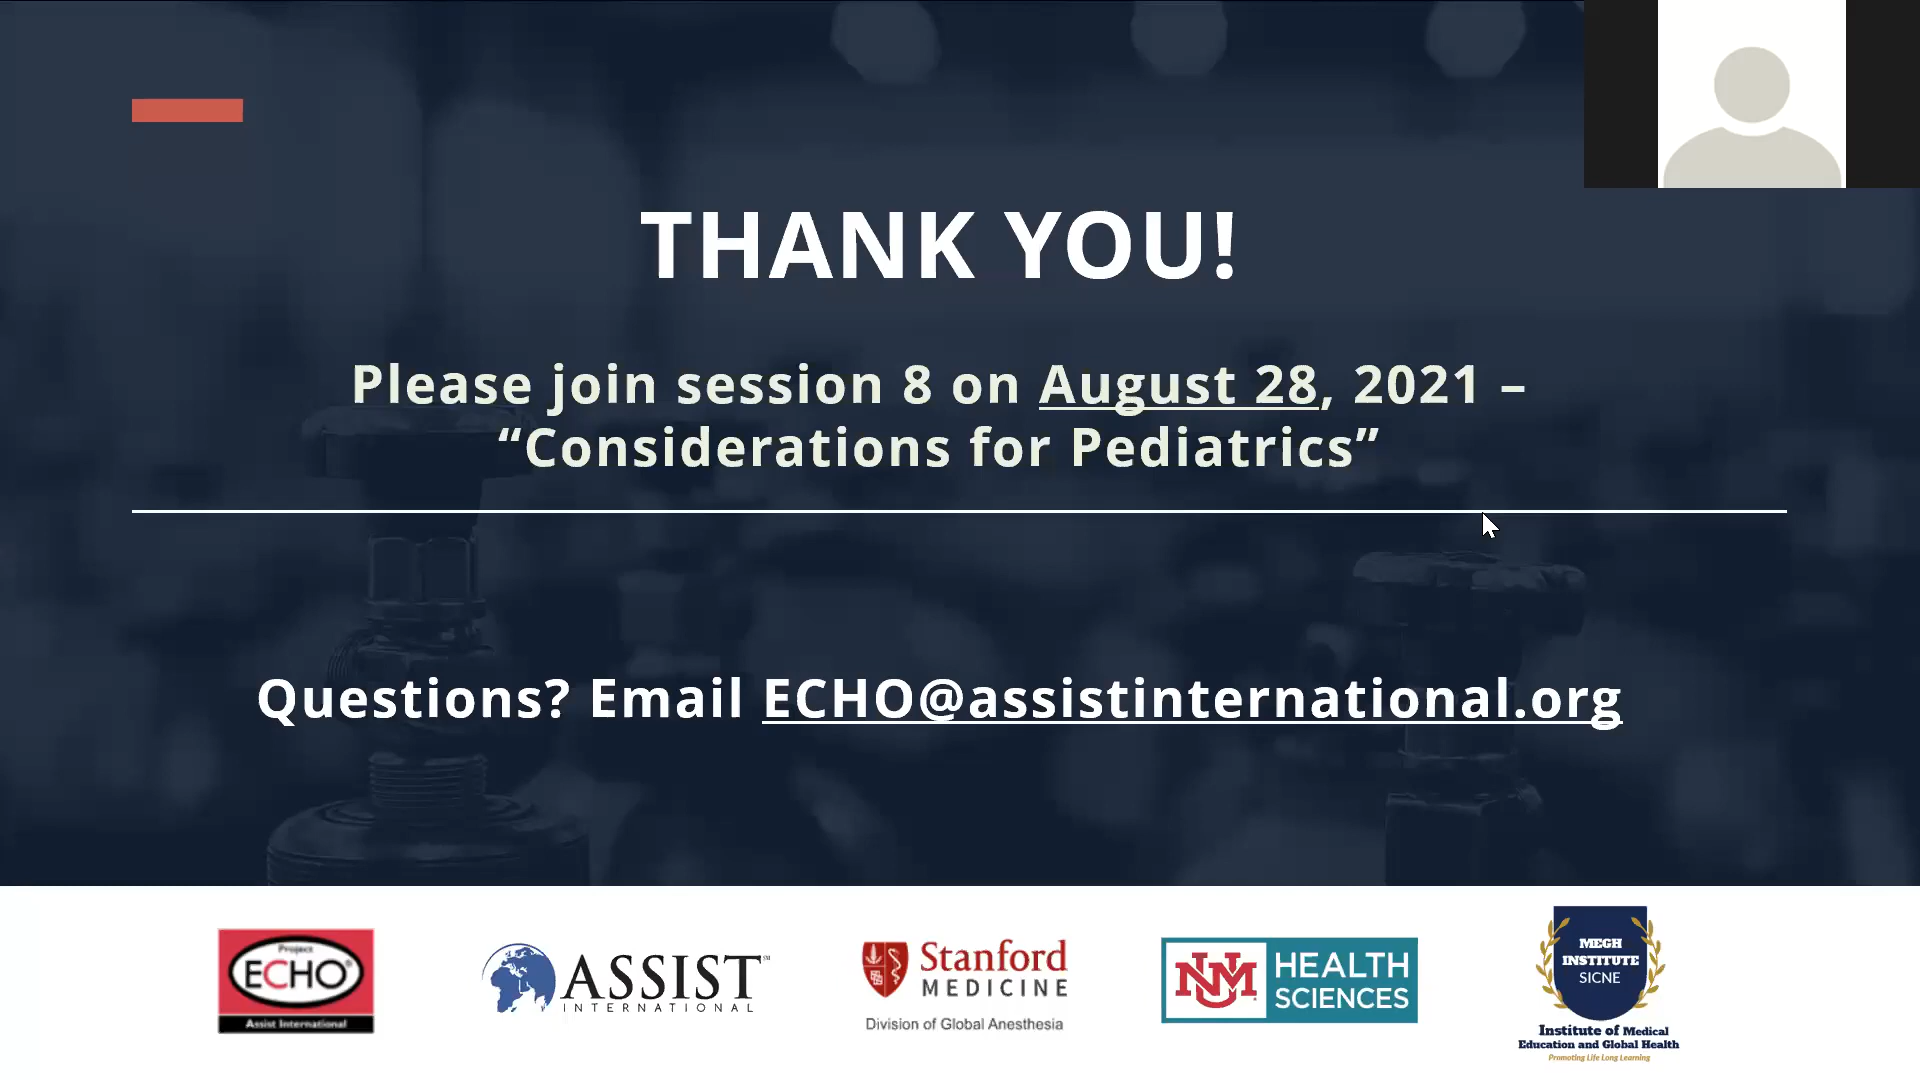 THANK YOU!
Please join session 8 on August 28, 2021 –
“Considerations for Pediatrics”
Questions? Email ECHO@assistinternational.org
Project
ECHO®
Assist International
ASSIST℠
INTERNATIONAL
Stanford
MEDICINE
Division of Global Anesthesia
UNM
HEALTH
SCIENCES
MEGH
INSTITUTE
SICNE
Institute of Medical
Education and Global Health
Promoting Life Long Learning